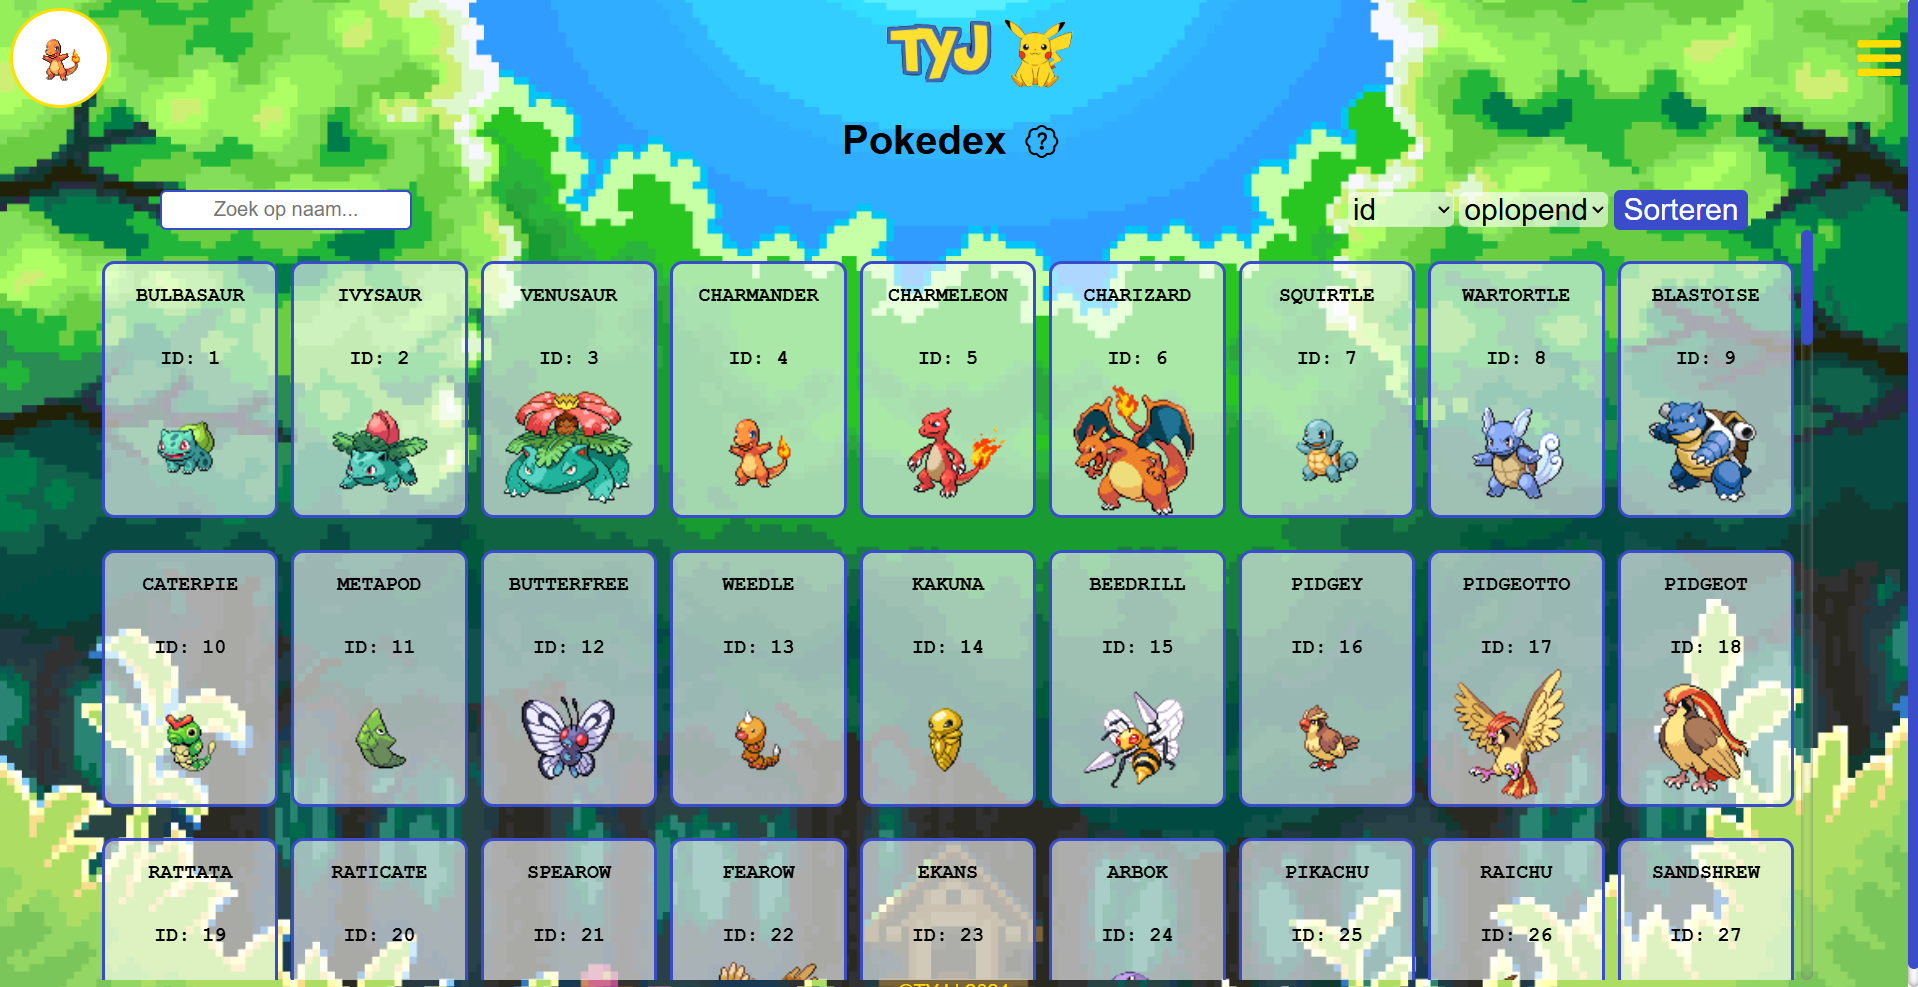 TYJ
Pokedex ?
Zoek op naam...
id oplopend Sorteren
BULBASAUR IVYSAUR VENUSAUR CHARMANDER CHARMELEON CHARIZARD SQUIRTLE WARTORTLE BLASTOISE
ID: 1 ID: 2 ID: 3 ID: 4 ID: 5 ID: 6 ID: 7 ID: 8 ID: 9
CATERPIE METAPOD BUTTERFREE WEEDLE KAKUNA BEEDRILL PIDGEY PIDGEOTTO PIDGEOT
ID: 10 ID: 11 ID: 12 ID: 13 ID: 14 ID: 15 ID: 16 ID: 17 ID: 18
RATTATA RATICATE SPEAROW FEAROW EKANS ARBOK PIKACHU RAICHU SANDSHREW
ID: 19 ID: 20 ID: 21 ID: 22 ID: 23 ID: 24 ID: 25 ID: 26 ID: 27